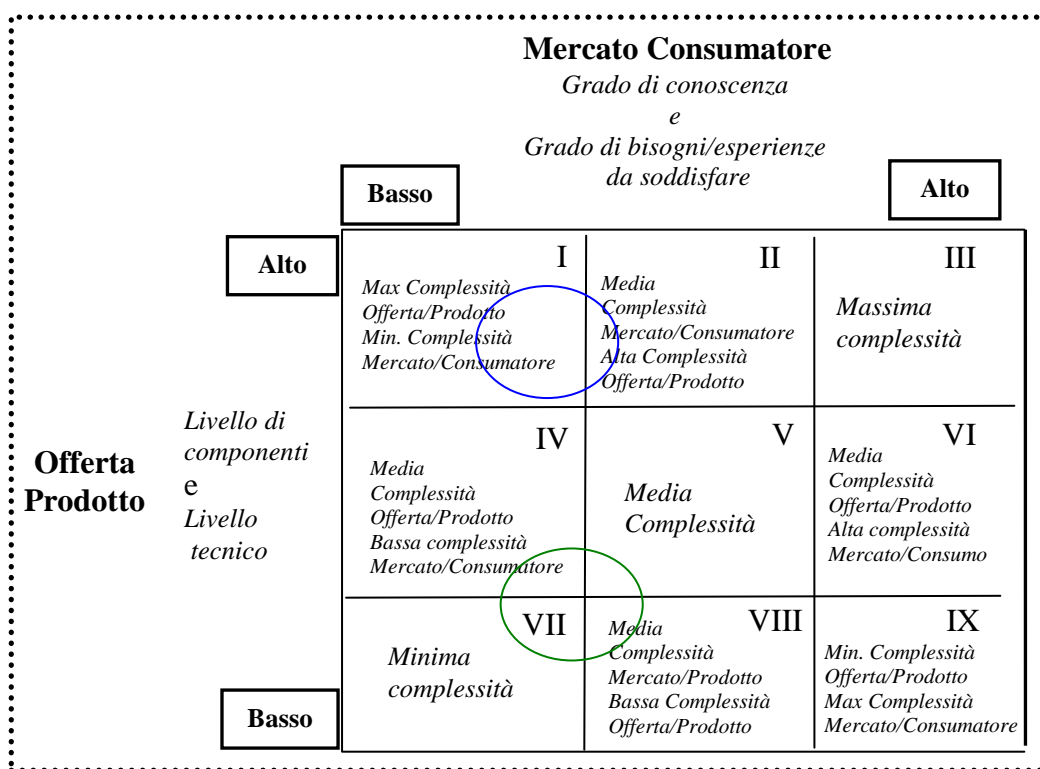 Mercato Consumatore
Grado di conoscenza
e
Grado di bisogni/esperienze
da soddisfare
Basso
Alto
Alto
I
Max Complessità
Offerta/Prodotto
Min. Complessità
Mercato/Consumatore
II
Media
Complessità
Mercato/Consumatore
Alta Complessità
Offerta/Prodotto
III
Massima
complessità
Offerta
Prodotto
Livello di
componenti
e
Livello
tecnico
IV
Media
Complessità
Offerta/Prodotto
Bassa complessità
Mercato/Consumatore
V
Media
Complessità
VI
Media
Complessità
Offerta/Prodotto
Alta complessità
Mercato/Consumo
Basso
VII
Minima
complessità
VIII
Media
Complessità
Mercato/Prodotto
Bassa Complessità
Offerta/Prodotto
IX
Min. Complessità
Offerta/Prodotto
Max Complessità
Mercato/Consumatore